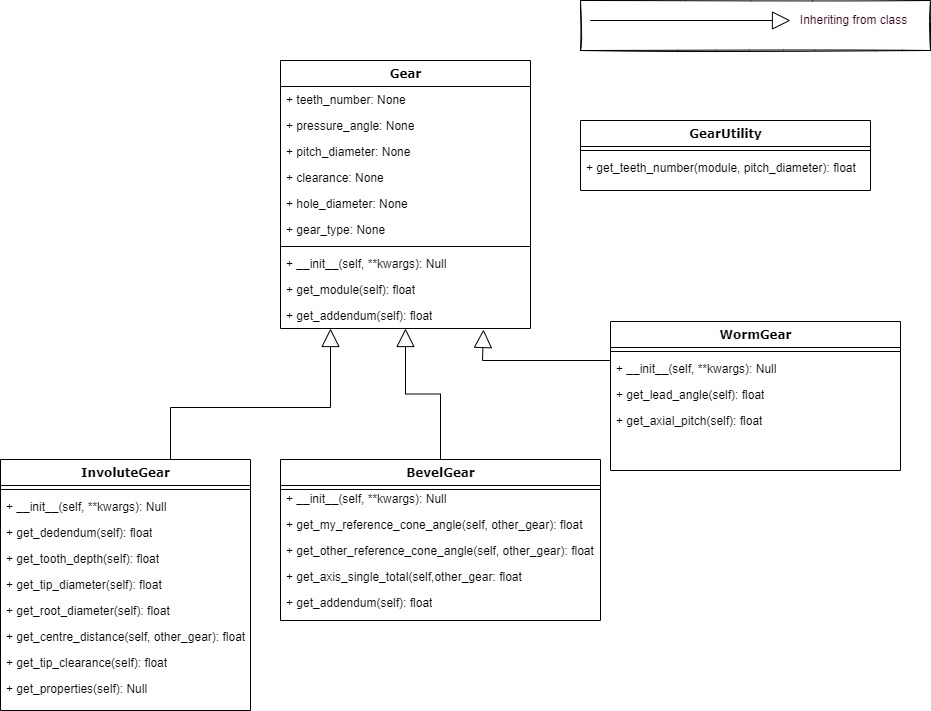 Inheriting from class
Gear
+ teeth_number: None
+ pressure_angle: None
+ pitch_diameter: None
+ clearance: None
+ hole_diameter: None
+ gear_type: None
+ __init__(self, **kwargs): Null
+ get_module(self): float
+ get_addendum(self): float
GearUtility
+ get_teeth_number(module, pitch_diameter): float
WormGear
+ __init__(self, **kwargs): Null
+ get_lead_angle(self): float
+ get_axial_pitch(self): float
InvoluteGear
+ __init__(self, **kwargs): Null
+ get_dedendum(self): float
+ get_tooth_depth(self): float
+ get_tip_diameter(self): float
+ get_root_diameter(self): float
+ get_centre_distance(self, other_gear): float
+ get_tip_clearance(self): float
+ get_properties(self): Null
BevelGear
+ __init__(self, **kwargs): Null
+ get_my_reference_cone_angle(self, other_gear): float
+ get_other_reference_cone_angle(self, other_gear): float
+ get_axis_single_total(self,other_gear: float
+ get_addendum(self): float